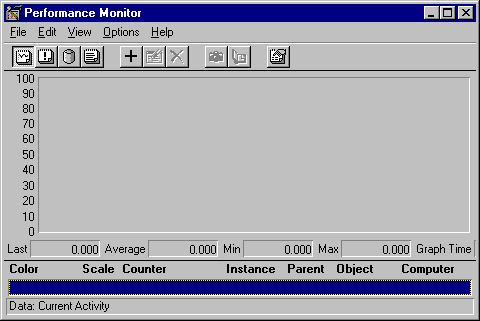 Performance Monitor
File Edit View Options Help
100
90
80
70
60
50
40
30
20
10
0
Last 0.000 Average 0.000 Min 0.000 Max 0.000 Graph Time
Color Scale Counter Instance Parent Object Computer
Data: Current Activity